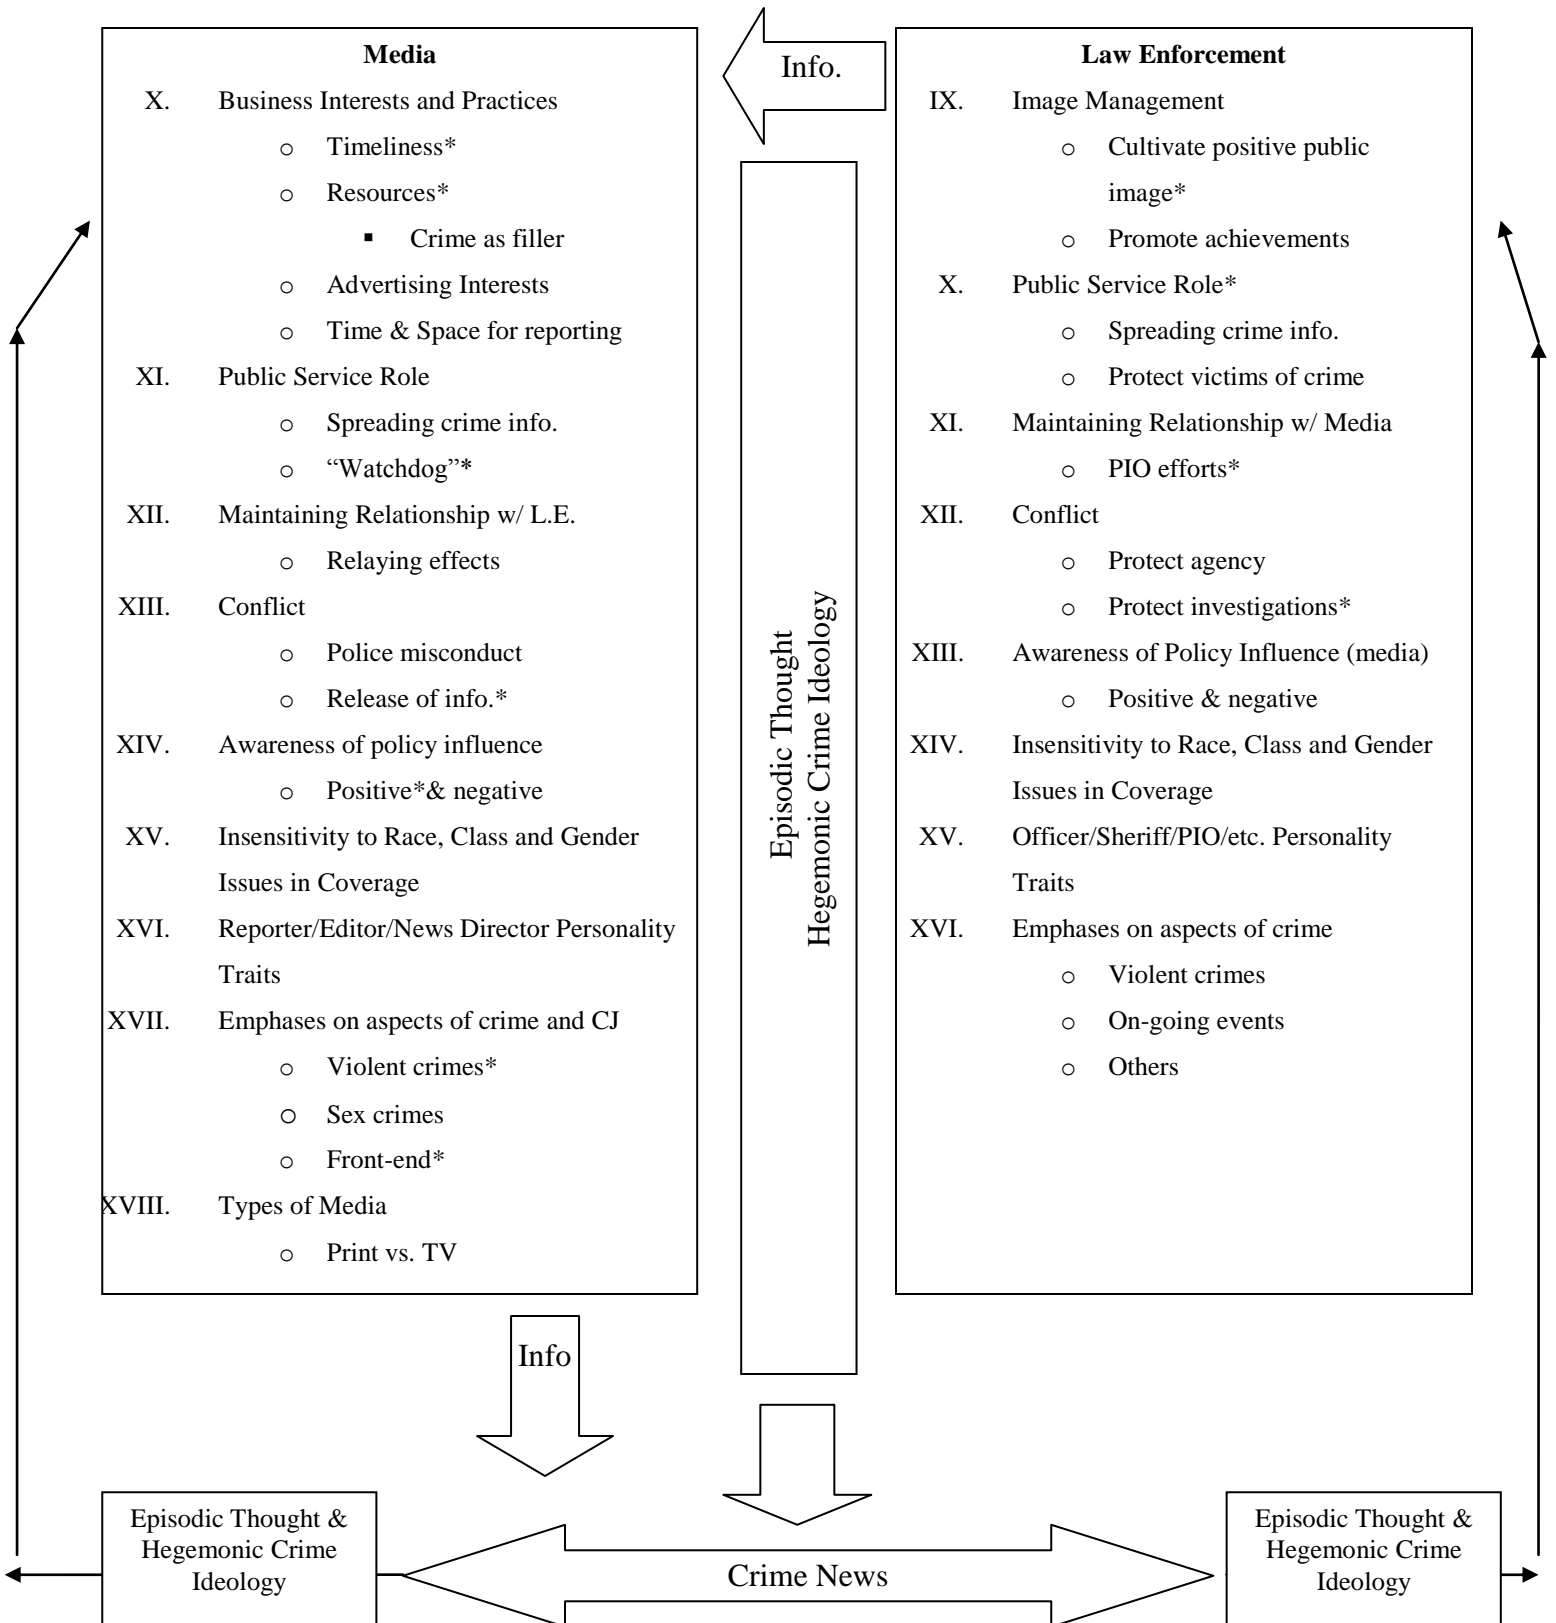 Media
X. Business Interests and Practices
o Timeliness*
o Resources*
▪ Crime as filler
o Advertising Interests
o Time & Space for reporting
XI. Public Service Role
o Spreading crime info.
o “Watchdog”*
XII. Maintaining Relationship w/ L.E.
o Relaying effects
XIII. Conflict
o Police misconduct
o Release of info.*
XIV. Awareness of policy influence
o Positive*& negative
XV. Insensitivity to Race, Class and Gender
Issues in Coverage
XVI. Reporter/Editor/News Director Personality
Traits
XVII. Emphases on aspects of crime and CJ
o Violent crimes*
o Sex crimes
o Front-end*
XVIII. Types of Media
o Print vs. TV
Info.
Episodic Thought
Hegemonic Crime Ideology
Law Enforcement
IX. Image Management
o Cultivate positive public
image*
o Promote achievements
X. Public Service Role*
o Spreading crime info.
o Protect victims of crime
XI. Maintaining Relationship w/ Media
o PIO efforts*
XII. Conflict
o Protect agency
o Protect investigations*
XIII. Awareness of Policy Influence (media)
o Positive & negative
XIV. Insensitivity to Race, Class and Gender
Issues in Coverage
XV. Officer/Sheriff/PIO/etc. Personality
Traits
XVI. Emphases on aspects of crime
o Violent crimes
o On-going events
o Others
Info
Episodic Thought &
Hegemonic Crime
Ideology
Crime News
Episodic Thought &
Hegemonic Crime
Ideology